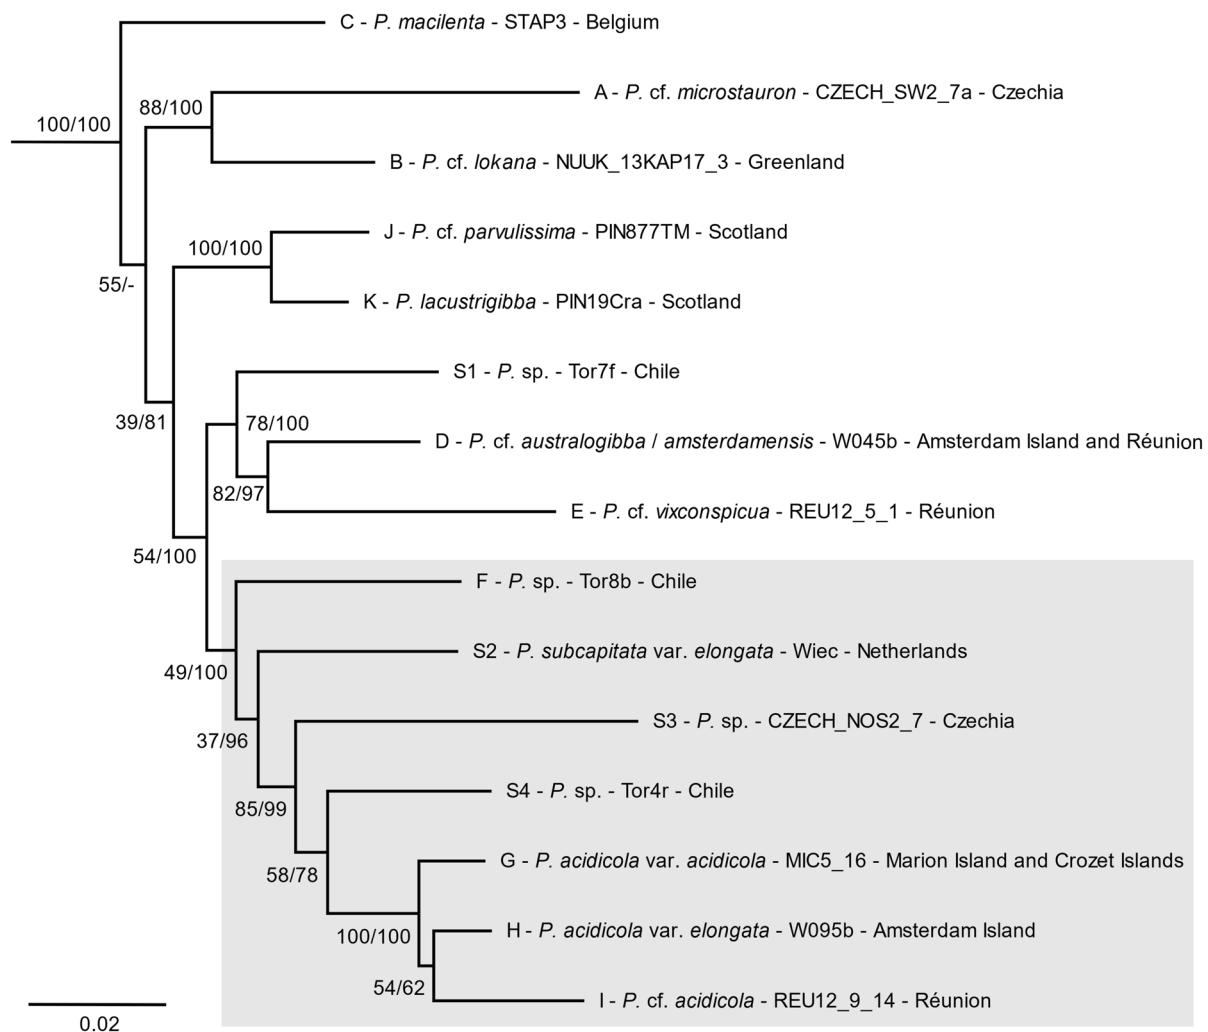 C - P. macilenta - STAP3 - Belgium
A - P. cf. microstauron - CZECH_SW2_7a - Czechia
88/100
100/100
B - P. cf. lokana - NUUK_13KAP17_3 - Greenland
J - P. cf. parvulissima - PIN877TM - Scotland
100/100
55/-
K - P. lacustrigibba - PIN19Cra - Scotland
S1 - P. sp. - Tor7f - Chile
39/81
78/100
D - P. cf. australogibba / amsterdamensis - W045b - Amsterdam Island and Réunion
82/97
E - P. cf. vixconspicua - REU12_5_1 - Réunion
54/100
F - P. sp. - Tor8b - Chile
S2 - P. subcapitata var. elongata - Wiec - Netherlands
49/100
S3 - P. sp. - CZECH_NOS2_7 - Czechia
37/96
S4 - P. sp. - Tor4r - Chile
85/99
G - P. acidicola var. acidicola - MIC5_16 - Marion Island and Crozet Islands
58/78
H - P. acidicola var. elongata - W095b - Amsterdam Island
100/100
54/62
I - P. cf. acidicola - REU12_9_14 - Réunion
0.02